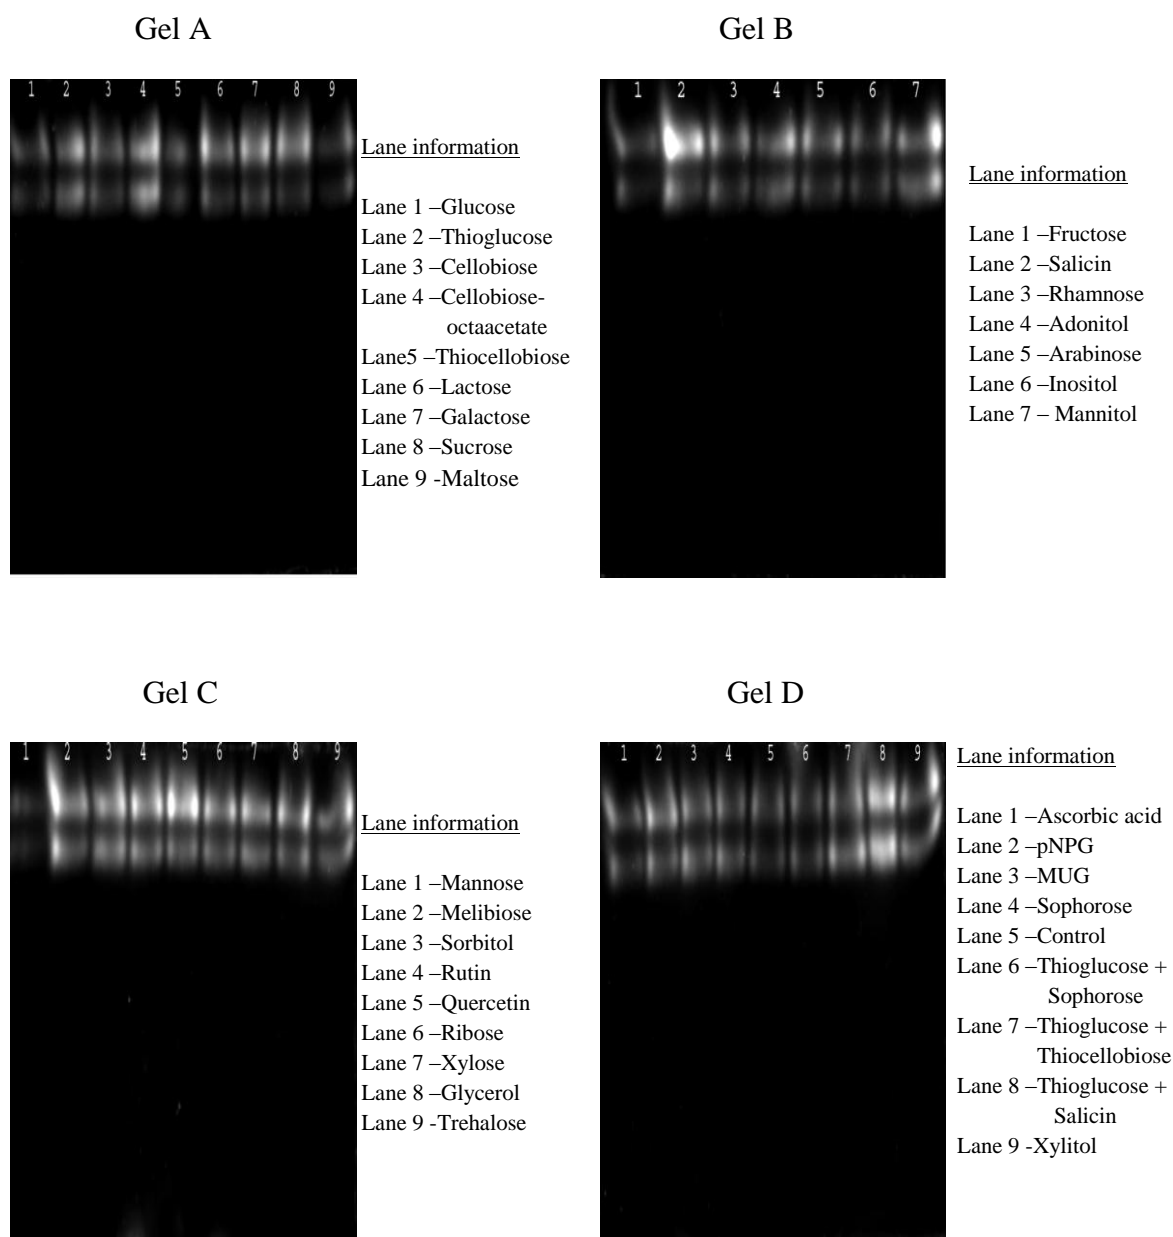 Gel A
1 2 3 4 5 6 7 8 9
Lane information
Lane 1 –Glucose
Lane 2 –Thioglucose
Lane 3 –Cellobiose
Lane 4 –Cellobiose-
octaacetate
Lane5 –Thiocellobiose
Lane 6 –Lactose
Lane 7 –Galactose
Lane 8 –Sucrose
Lane 9 -Maltose
Gel B
1 2 3 4 5 6 7
Lane information
Lane 1 –Fructose
Lane 2 –Salicin
Lane 3 –Rhamnose
Lane 4 –Adonitol
Lane 5 –Arabinose
Lane 6 –Inositol
Lane 7 – Mannitol
Gel C
1 2 3 4 5 6 7 8 9
Lane information
Lane 1 –Mannose
Lane 2 –Melibiose
Lane 3 –Sorbitol
Lane 4 –Rutin
Lane 5 –Quercetin
Lane 6 –Ribose
Lane 7 –Xylose
Lane 8 –Glycerol
Lane 9 -Trehalose
Gel D
1 2 3 4 5 6 7 8 9
Lane information
Lane 1 –Ascorbic acid
Lane 2 –pNPG
Lane 3 –MUG
Lane 4 –Sophorose
Lane 5 –Control
Lane 6 –Thioglucose +
Sophorose
Lane 7 –Thioglucose +
Thiocellobiose
Lane 8 –Thioglucose +
Salicin
Lane 9 -Xylitol